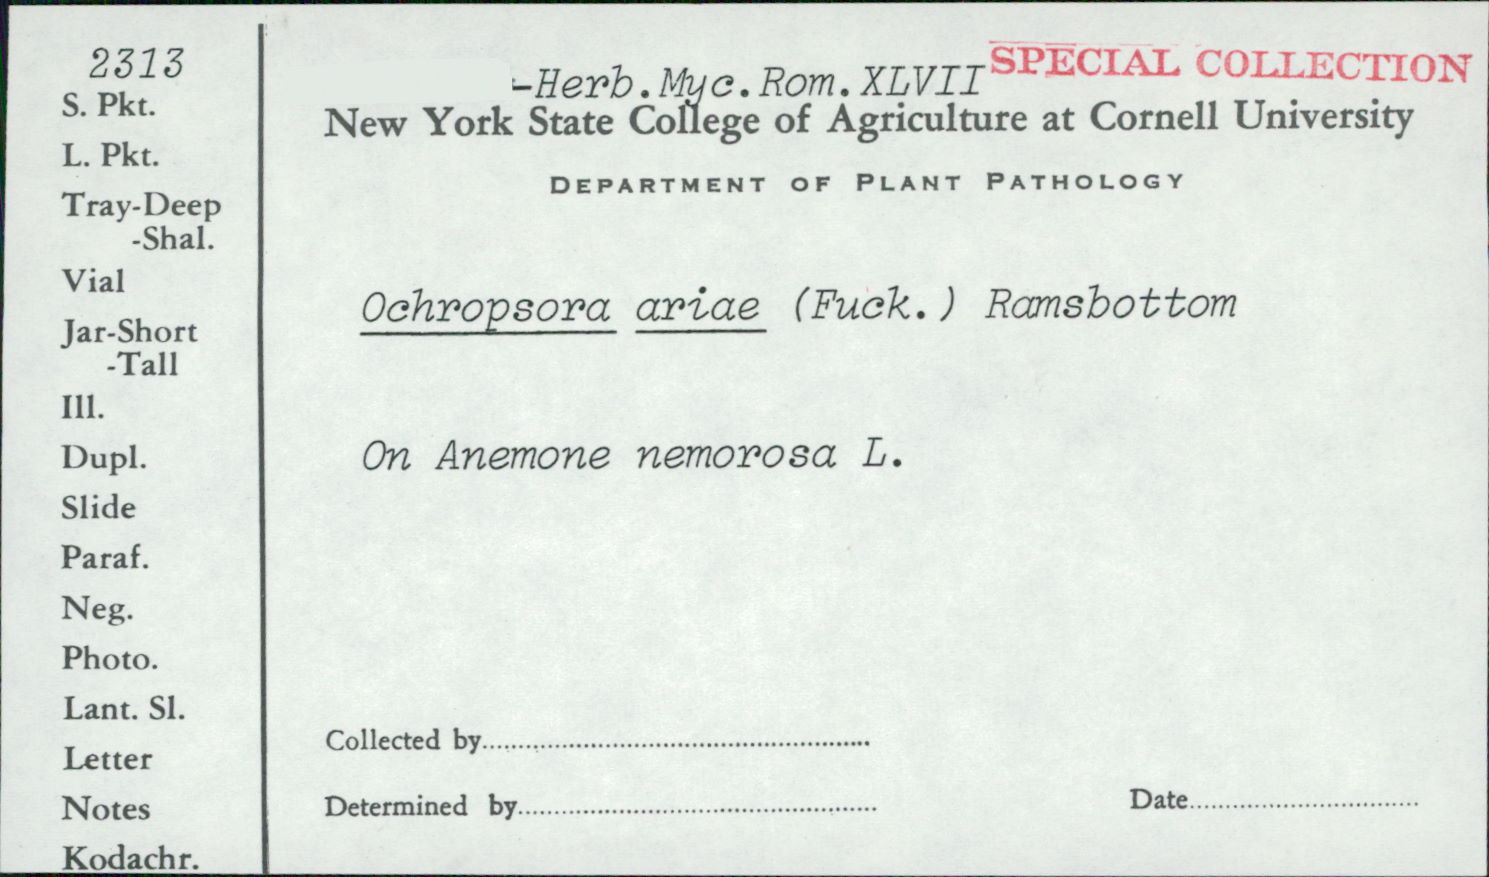 2313
S. Pkt.
L. Pkt.
Tray-Deep
-Shal.
Vial
Jar-Short
-Tall
Ill.
Dupl.
Slide
Paraf.
Neg.
Photo.
Lant. Sl.
Letter
Notes
Kodachr.
-Herb.Myc.Rom.XLVII
SPECIAL COLLECTION
New York State College of Agriculture at Cornell University
DEPARTMENT OF PLANT PATHOLOGY
Ochropsora ariae (Fuck.) Ramsbottom
On Anemone nemorosa L.
Collected by
Determined by
Date